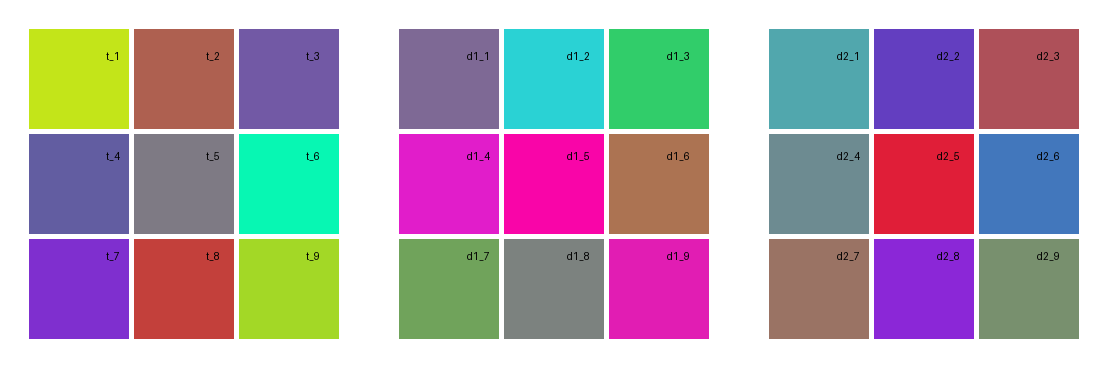 t_1 t_2 t_3 d1_1 d1_2 d1_3 d2_1 d2_2 d2_3
t_4 t_5 t_6 d1_4 d1_5 d1_6 d2_4 d2_5 d2_6
t_7 t_8 t_9 d1_7 d1_8 d1_9 d2_7 d2_8 d2_9